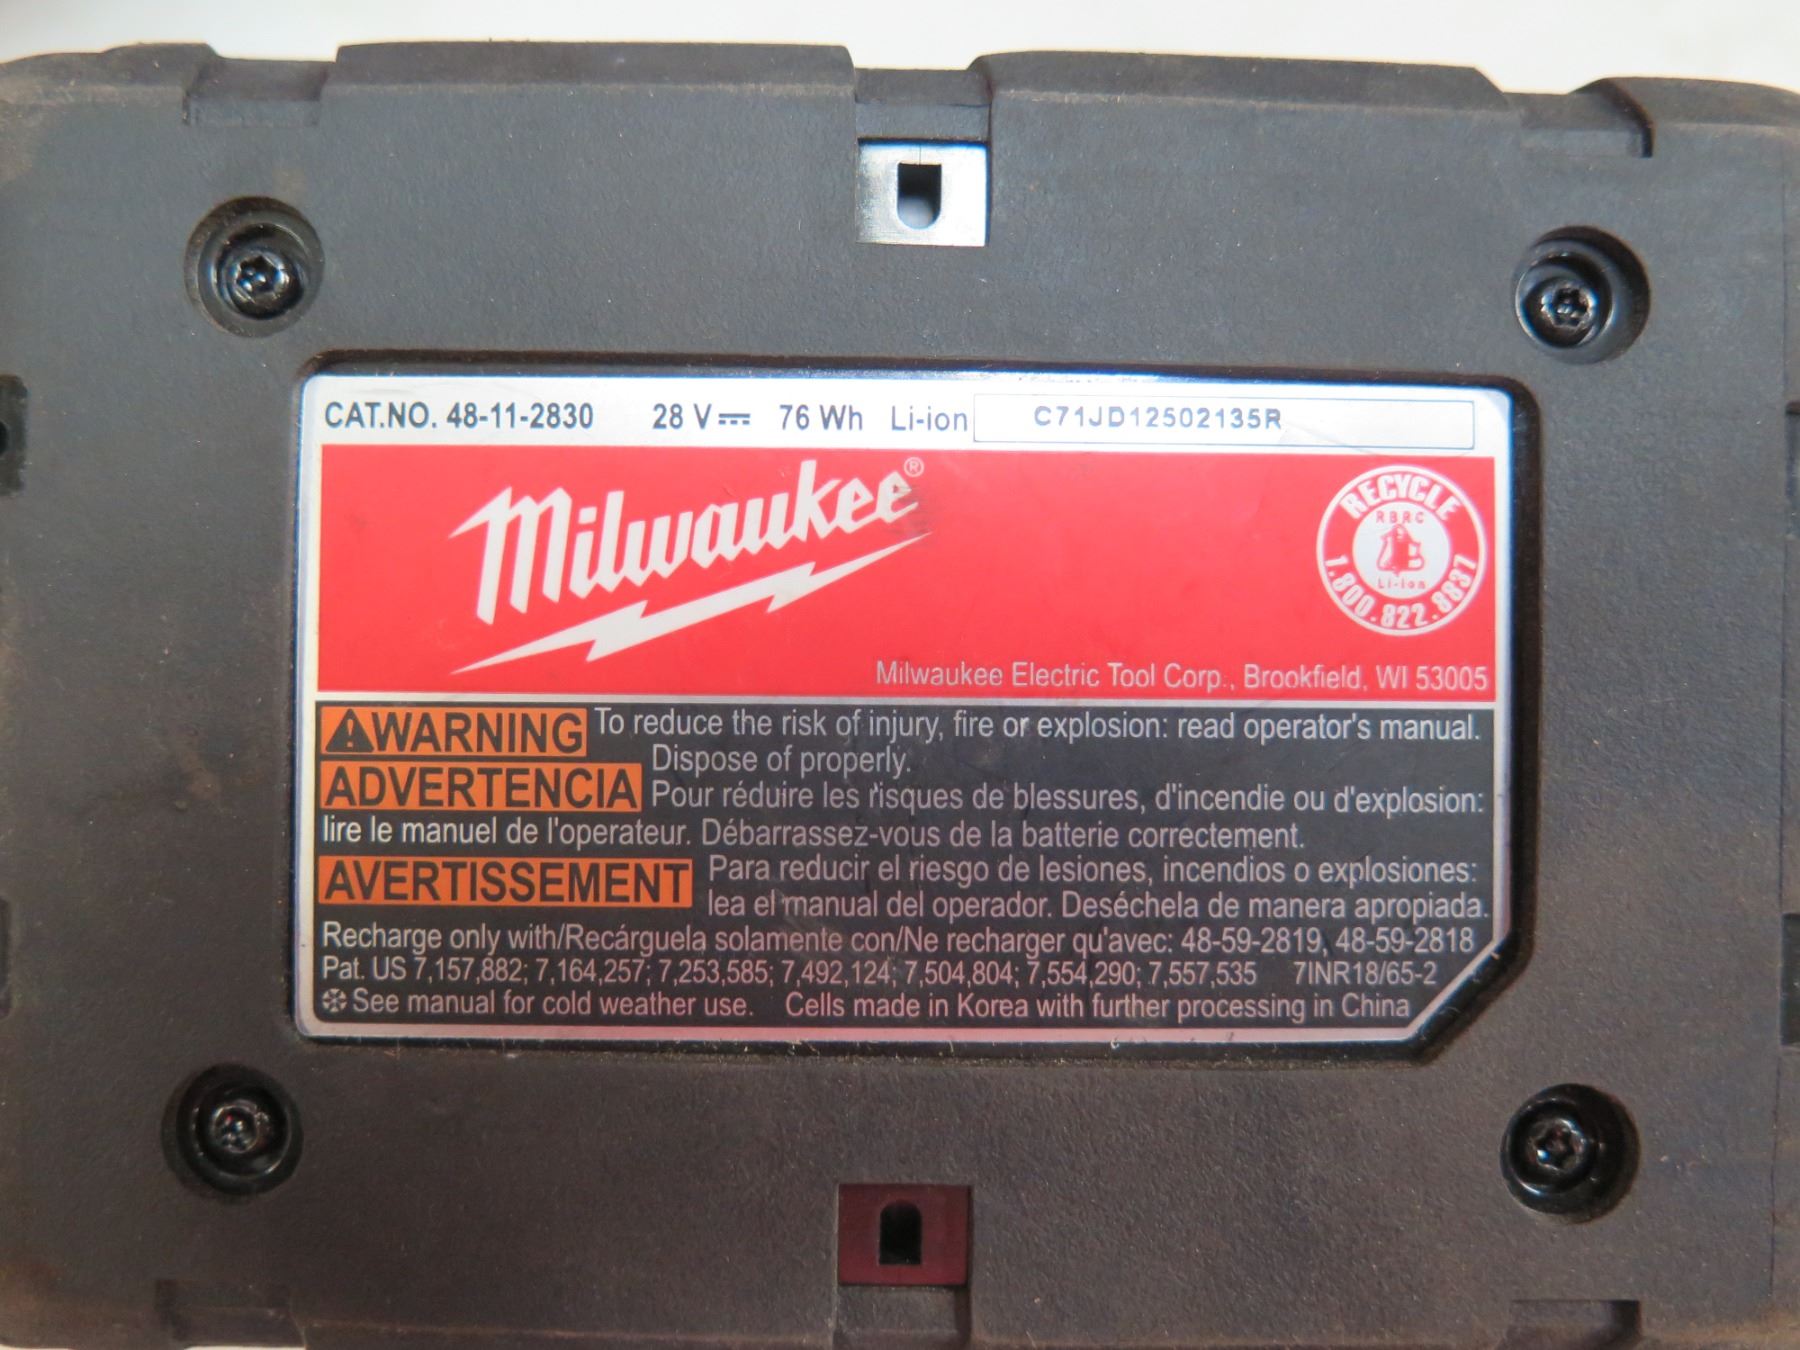 CAT.NO. 48-11-2830 28 V⎓ 76 Wh Li-ion C71JD12502135R
Milwaukee®
RECYCLE
RBRC
Li-Ion
1.800.822.8837
Milwaukee Electric Tool Corp., Brookfield, WI 53005
⚠WARNING To reduce the risk of injury, fire or explosion: read operator's manual.
Dispose of properly.
ADVERTENCIA Pour réduire les risques de blessures, d'incendie ou d'explosion:
lire le manuel de l'operateur. Débarrassez-vous de la batterie correctement.
AVERTISSEMENT Para reducir el riesgo de lesiones, incendios o explosiones:
lea el manual del operador. Deséchela de manera apropiada.
Recharge only with/Recárguela solamente con/Ne recharger qu'avec: 48-59-2819, 48-59-2818
Pat. US 7,157,882; 7,164,257; 7,253,585; 7,492,124; 7,504,804; 7,554,290; 7,557,535 7INR18/65-2
❄ See manual for cold weather use. Cells made in Korea with further processing in China